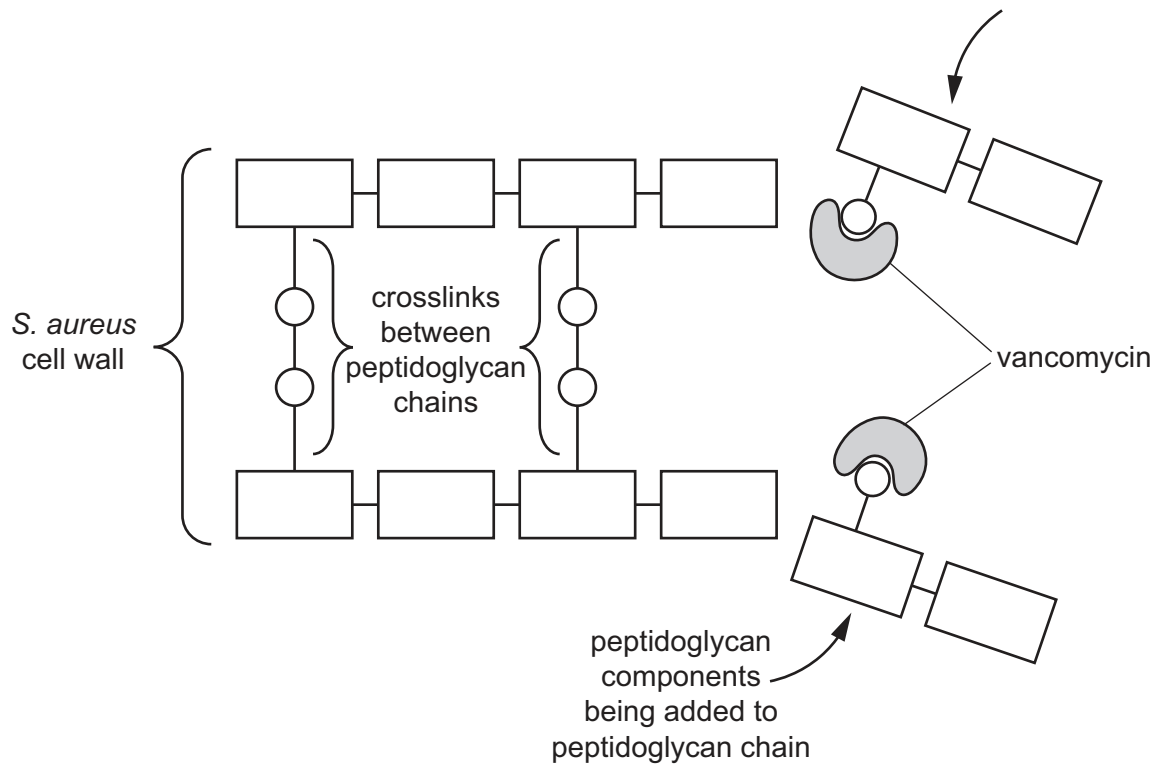 S. aureus
cell wall
crosslinks
between
peptidoglycan
chains
vancomycin
peptidoglycan
components
being added to
peptidoglycan chain